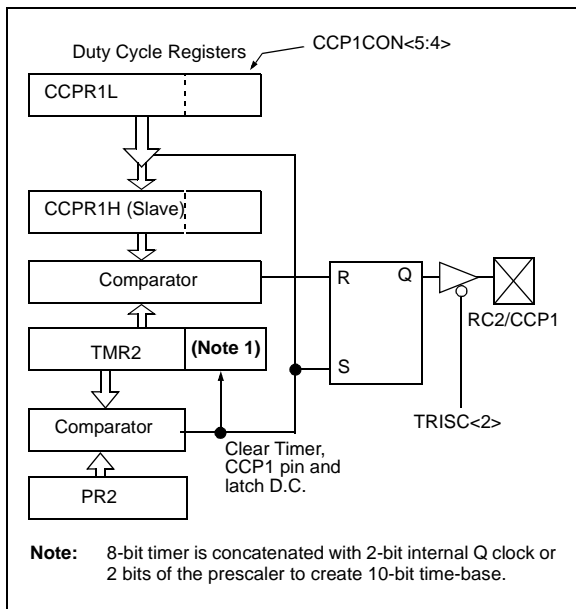 Duty Cycle Registers
CCP1CON<5:4>
CCPR1L
CCPR1H (Slave)
Comparator
R
Q
RC2/CCP1
TMR2
(Note 1)
S
TRISC<2>
Comparator
Clear Timer,
CCP1 pin and
latch D.C.
PR2
Note: 8-bit timer is concatenated with 2-bit internal Q clock or
2 bits of the prescaler to create 10-bit time-base.